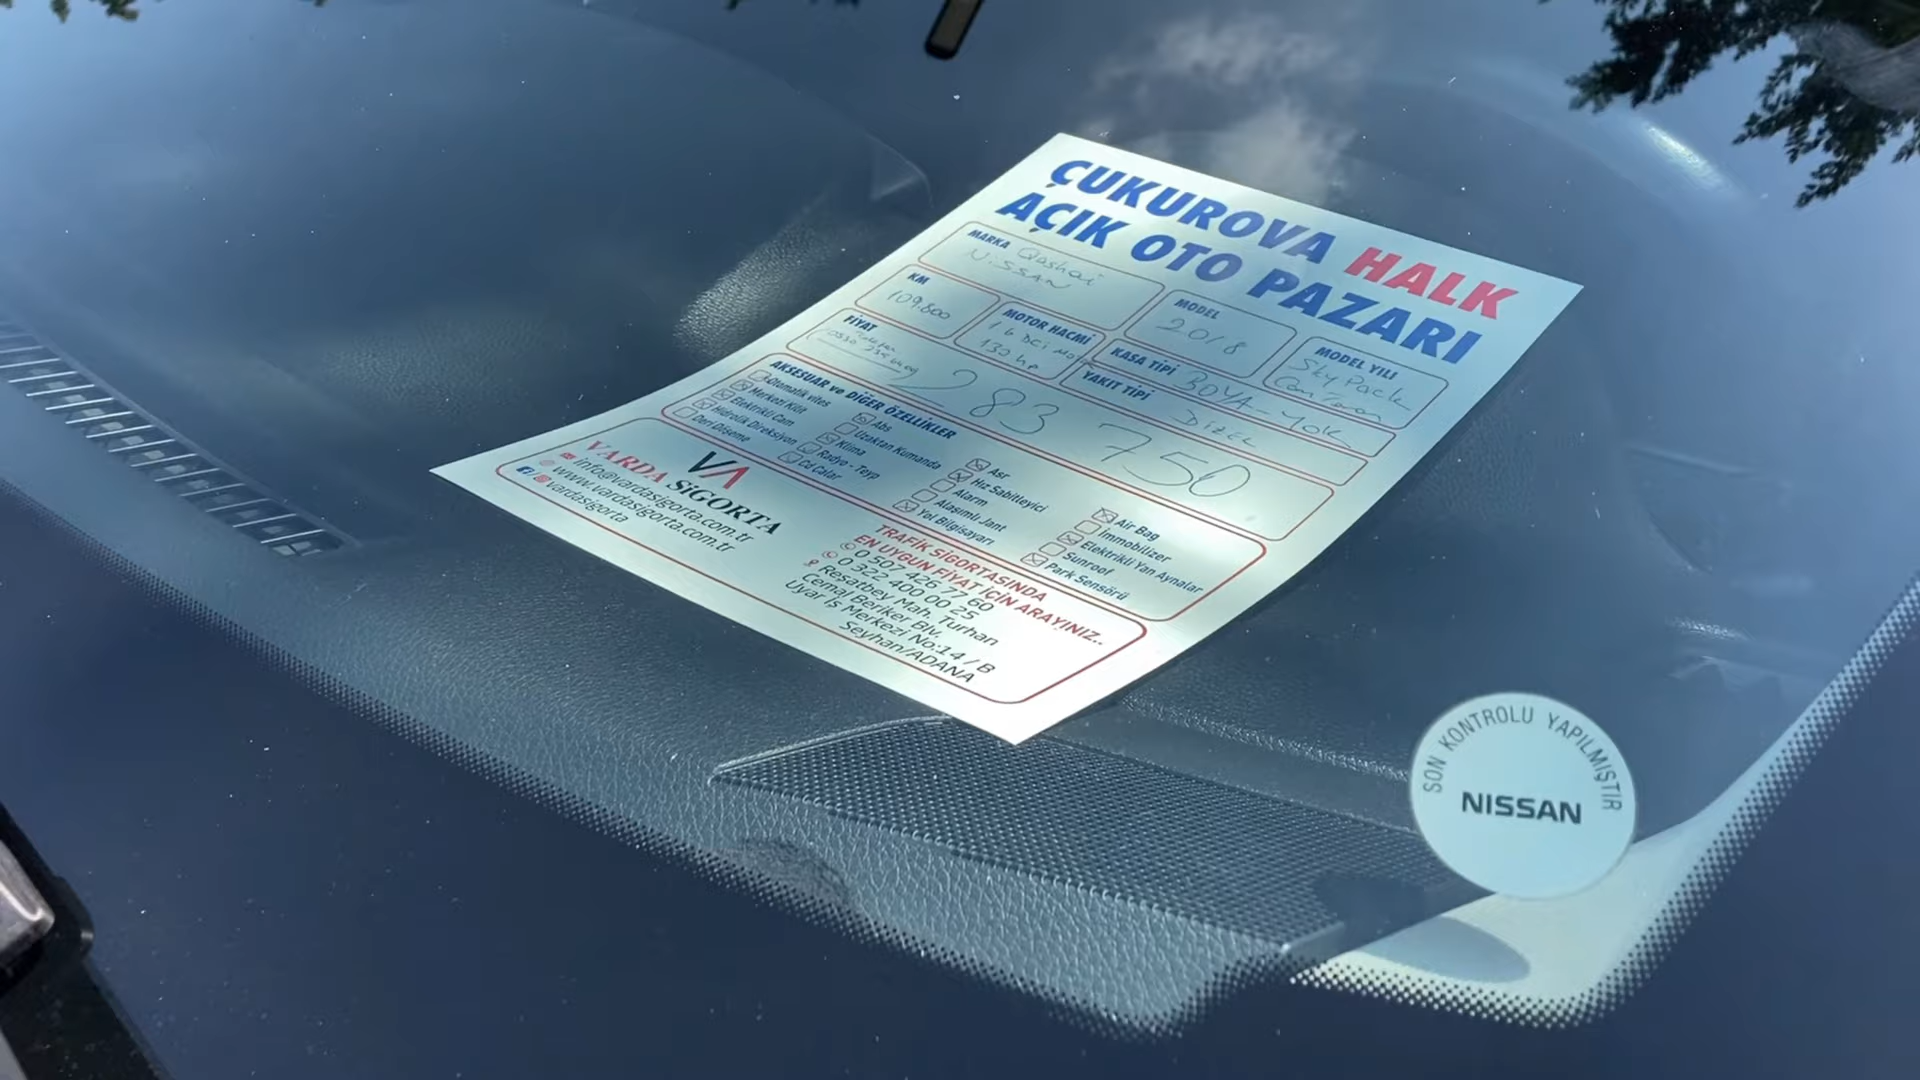 ÇUKUROVA HALK
AÇIK OTO PAZARI
MARKA Qashqai
NiSSAN
MODEL
2018
MODEL YILI
Sky Pack
KM
109.800
MOTOR HACMİ
1.6 DCi
130 hp
KASA TİPİ BOYA-YOK
YAKIT TİPİ DİZEL
FİYAT
283 750
AKSESUAR ve DİĞER ÖZELLİKLER
Otomatik vites
Merkezi Kilit
Elektrikli Cam
Hidrolik Direksiyon
Deri Döşeme
Abs
Uzaktan Kumanda
Klima
Radyo - Teyp
Cd Çalar
Asr
Hız Sabitleyici
Alarm
Alaşımlı Jant
Yol Bilgisayarı
Air Bag
İmmobilizer
Elektrikli Yan Aynalar
Sunroof
Park Sensörü
VA
VARDA SİGORTA
info@vardasigorta.com.tr
www.vardasigorta.com.tr
vardasigorta
TRAFİK SİGORTASINDA
EN UYGUN FİYAT İÇİN ARAYINIZ..
0 507 426 77 60
0 322 400 00 25
Reşatbey Mah. Turhan
Cemal Beriker Blv.
Uyar İş Merkezi No:14 / B
Seyhan/ADANA
SON KONTROLU YAPILMIŞTIR
NISSAN